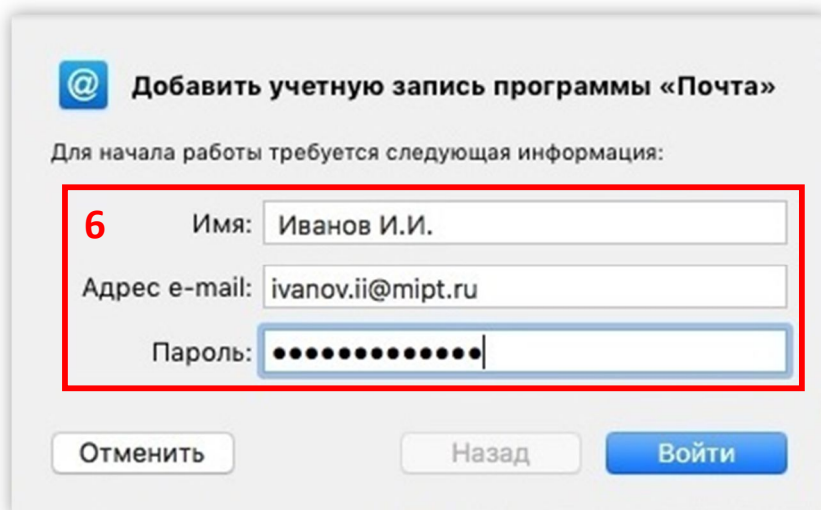 @ Добавить учетную запись программы «Почта»
Для начала работы требуется следующая информация:
6 Имя: Иванов И.И.
Адрес e-mail: ivanov.ii@mipt.ru
Пароль: •••••••••••••
Отменить Назад Войти